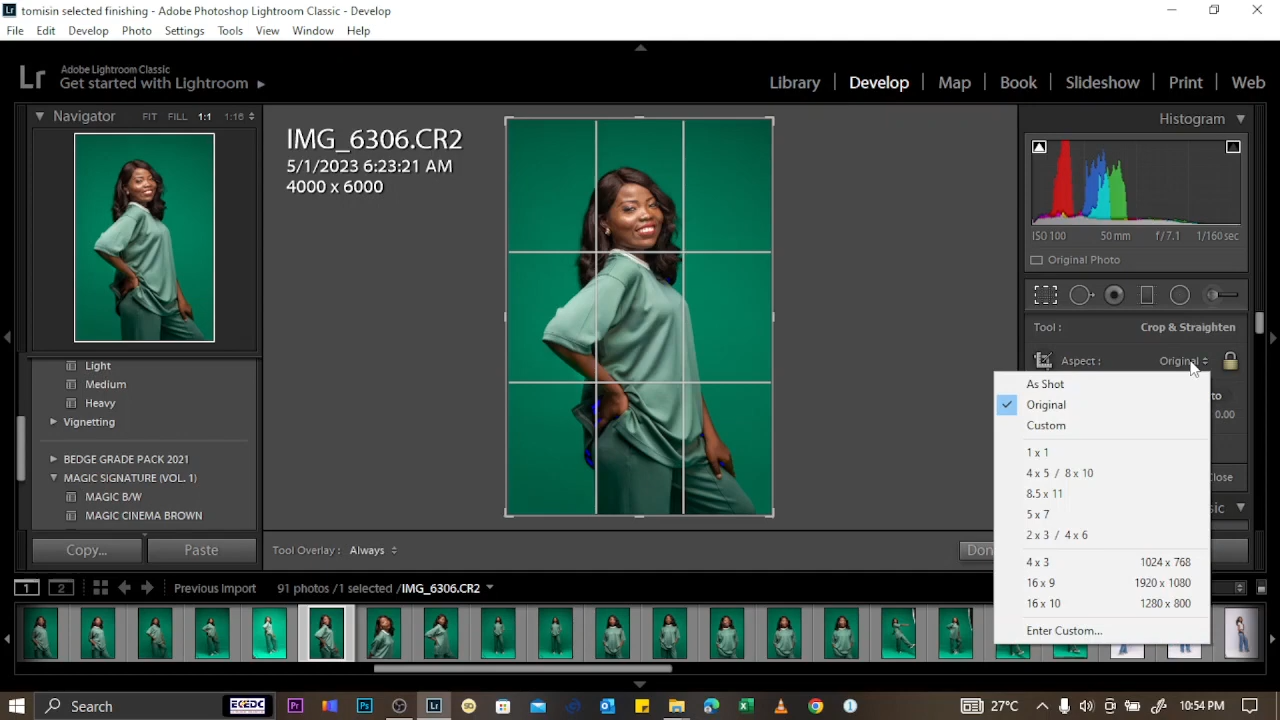 tomisin selected finishing - Adobe Photoshop Lightroom Classic - Develop
File Edit Develop Photo Settings Tools View Window Help
Lr
Adobe Lightroom Classic
Get started with Lightroom
Library Develop Map Book Slideshow Print Web
Navigator FIT FILL 1:1 1:16
Histogram
IMG_6306.CR2
5/1/2023 6:23:21 AM
4000 x 6000
ISO 100 50 mm f/7.1 1/160 sec
Original Photo
Tool : Crop & Straighten
Aspect : Original
As Shot
Original
Custom
1 x 1
4 x 5 / 8 x 10
8.5 x 11
5 x 7
2 x 3 / 4 x 6
4 x 3 1024 x 768
16 x 9 1920 x 1080
16 x 10 1280 x 800
Enter Custom...
0.00
Light
Medium
Heavy
Vignetting
BEDGE GRADE PACK 2021
MAGIC SIGNATURE (VOL. 1)
MAGIC B/W
MAGIC CINEMA BROWN
Copy... Paste
Tool Overlay : Always
1 2 Previous Import 91 photos /1 selected /IMG_6306.CR2
Search EKEDC 27°C 10:54 PM